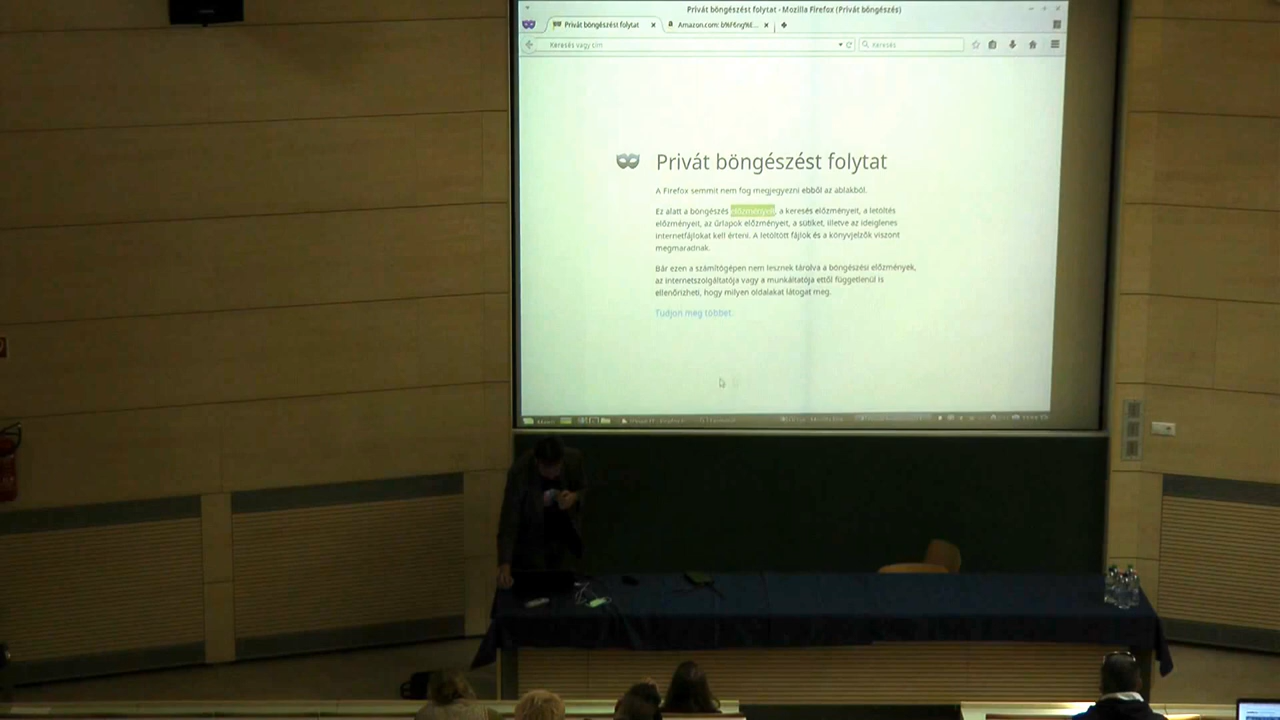 Privát böngészést folytat - Mozilla Firefox (Privát böngészés)
Privát böngészést folytat
Amazon.com:
Keresés vagy cím
Keresés
Privát böngészést folytat
A Firefox semmit nem fog megjegyezni ebből az ablakból.
Ez alatt a böngészés előzményeit, a keresés előzményeit, a letöltés
előzményeit, az űrlapok előzményeit, a sütiket, illetve az ideiglenes
internetfájlokat kell érteni. A letöltött fájlok és a könyvjelzők viszont
megmaradnak.
Bár ezen a számítógépen nem lesznek tárolva a böngészési előzmények,
az internetszolgáltatója vagy a munkáltatója ettől függetlenül is
ellenőrizheti, hogy milyen oldalakat látogat meg.
Tudjon meg többet.